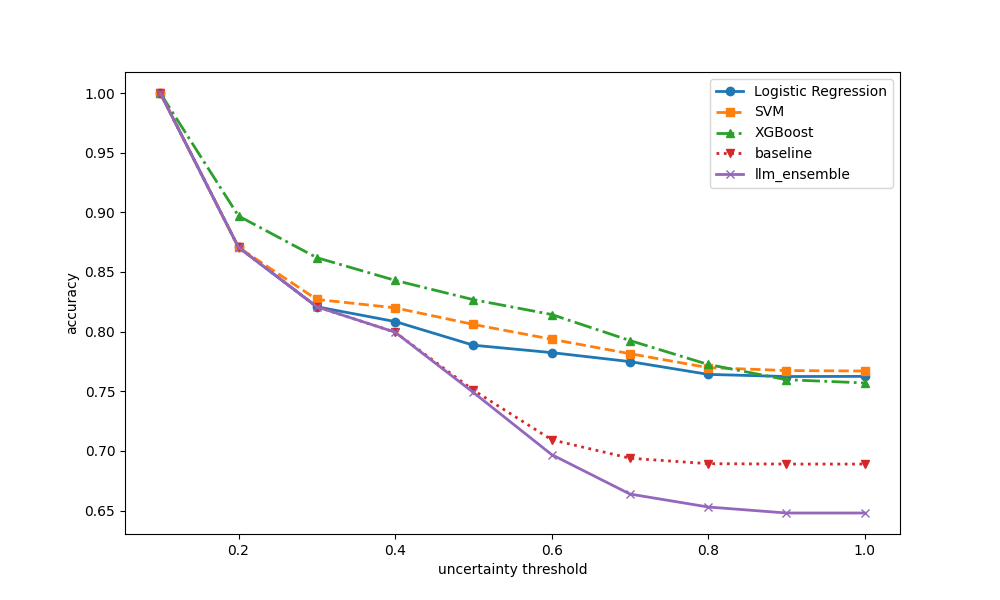 1.00
0.95
0.90
0.85
0.80
0.75
0.70
0.65
accuracy
0.2
0.4
0.6
0.8
1.0
uncertainty threshold
Logistic Regression
SVM
XGBoost
baseline
llm_ensemble